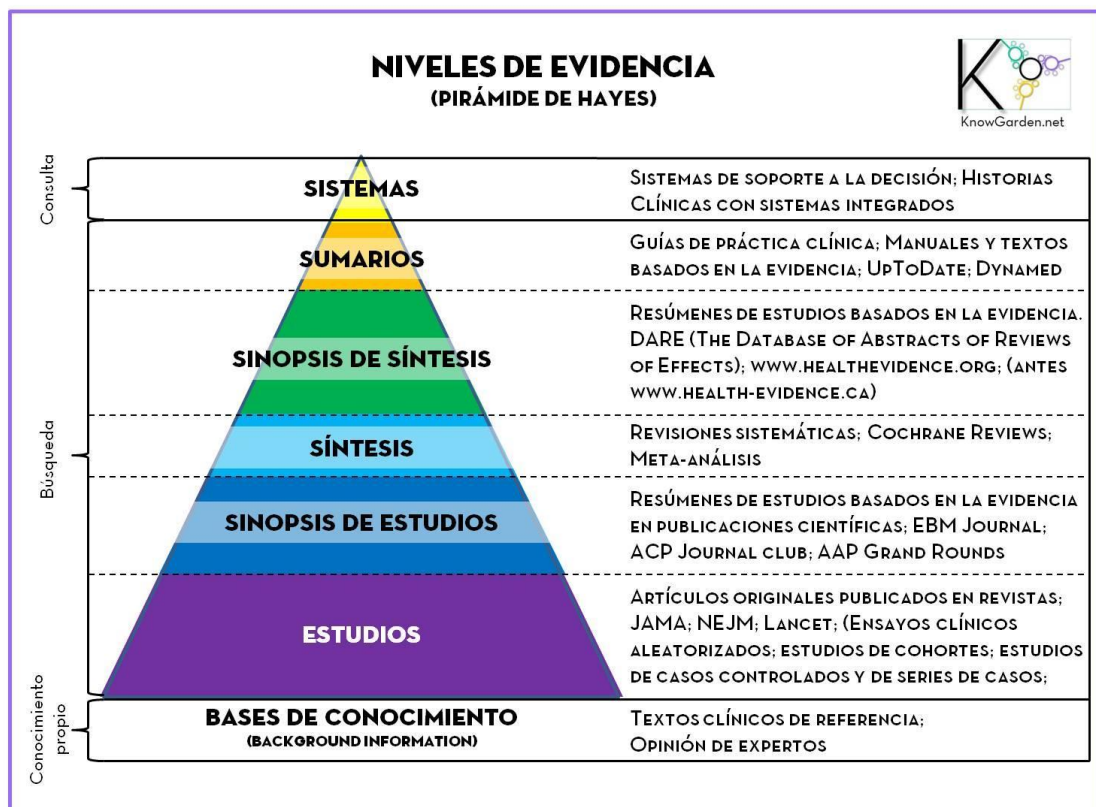 NIVELES DE EVIDENCIA
(PIRÁMIDE DE HAYES)
K
KnowGarden.net
Consulta
SISTEMAS
SISTEMAS DE SOPORTE A LA DECISIÓN; HISTORIAS
CLÍNICAS CON SISTEMAS INTEGRADOS
Búsqueda
SUMARIOS
GUÍAS DE PRÁCTICA CLÍNICA; MANUALES Y TEXTOS
BASADOS EN LA EVIDENCIA; UPTODATE; DYNAMED
SINOPSIS DE SÍNTESIS
RESÚMENES DE ESTUDIOS BASADOS EN LA EVIDENCIA.
DARE (THE DATABASE OF ABSTRACTS OF REVIEWS
OF EFFECTS); WWW.HEALTHEVIDENCE.ORG; (ANTES
WWW.HEALTH-EVIDENCE.CA)
SÍNTESIS
REVISIONES SISTEMÁTICAS; COCHRANE REVIEWS;
META-ANÁLISIS
SINOPSIS DE ESTUDIOS
RESÚMENES DE ESTUDIOS BASADOS EN LA EVIDENCIA
EN PUBLICACIONES CIENTÍFICAS; EBM JOURNAL;
ACP JOURNAL CLUB; AAP GRAND ROUNDS
ESTUDIOS
ARTÍCULOS ORIGINALES PUBLICADOS EN REVISTAS;
JAMA; NEJM; LANCET; (ENSAYOS CLÍNICOS
ALEATORIZADOS; ESTUDIOS DE COHORTES; ESTUDIOS
DE CASOS CONTROLADOS Y DE SERIES DE CASOS;
Conocimiento
propio
BASES DE CONOCIMIENTO
(BACKGROUND INFORMATION)
TEXTOS CLÍNICOS DE REFERENCIA;
OPINIÓN DE EXPERTOS